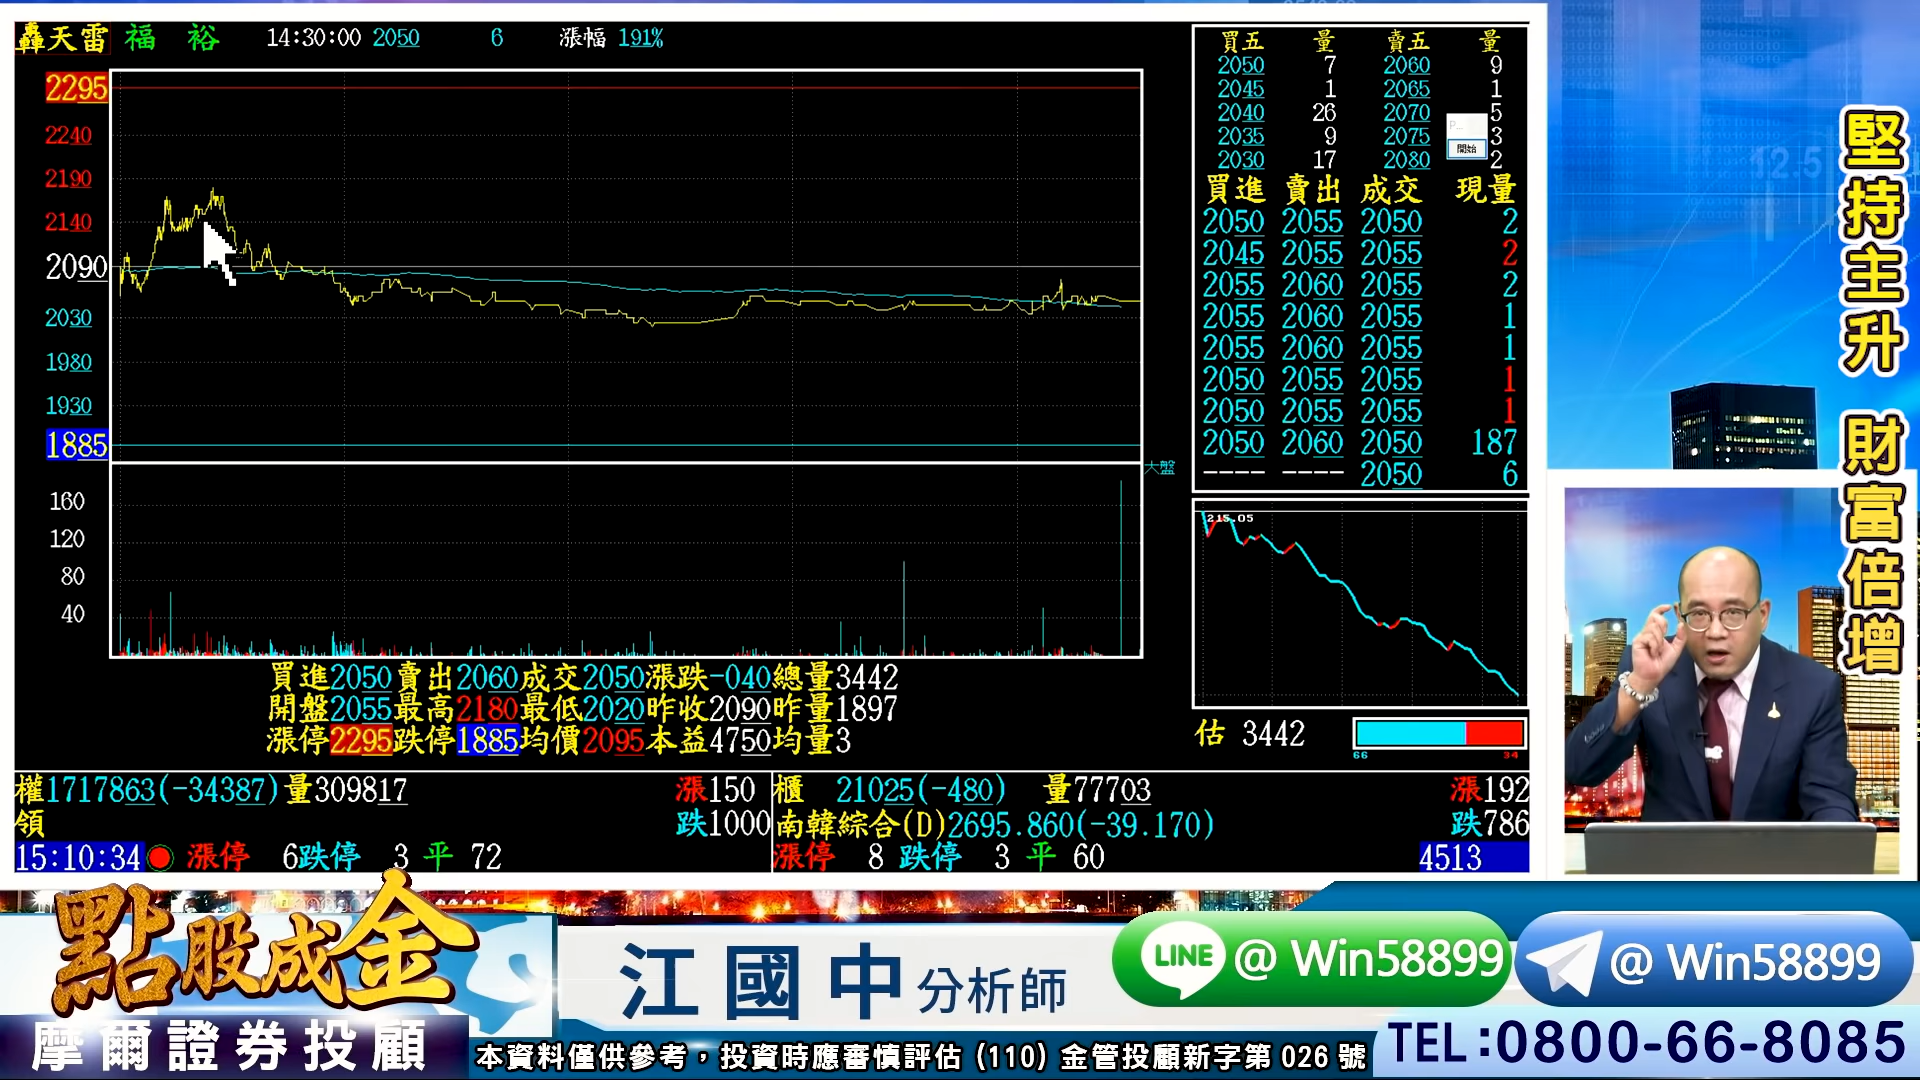 轟天雷 福 裕 14:30:00 2050 6 漲幅 191%
2295
2240
2190
2140
2090
2030
1980
1930
1885
160
120
80
40
大盤
買五 量 賣五 量
2050 7 2060 9
2045 1 2065 1
2040 26 2070 5
2035 9 2075 3
2030 17 2080 2
開始
買進 賣出 成交 現量
2050 2055 2050 2
2045 2055 2055 2
2055 2060 2055 2
2055 2060 2055 1
2055 2060 2055 1
2050 2055 2055 1
2050 2055 2055 1
2050 2060 2050 187
---- ---- 2050 6
215.05
估 3442
66 34
買進2050賣出2060成交2050漲跌-040總量3442
開盤2055最高2180最低2020昨收2090昨量1897
漲停2295跌停1885均價2095本益4750均量3
權1717863(-34387)量309817 漲150
領 跌1000
15:10:34 漲停 6跌停 3 平 72
櫃 21025(-480) 量77703 漲192
南韓綜合(D)2695.860(-39.170) 跌786
漲停 8 跌停 3 平 60 4513
堅持主升 財富倍增
點股成金
摩爾證券投顧
江國中 分析師
LINE @ Win58899
@ Win58899
TEL:0800-66-8085
本資料僅供參考，投資時應審慎評估 (110) 金管投顧新字第 026 號